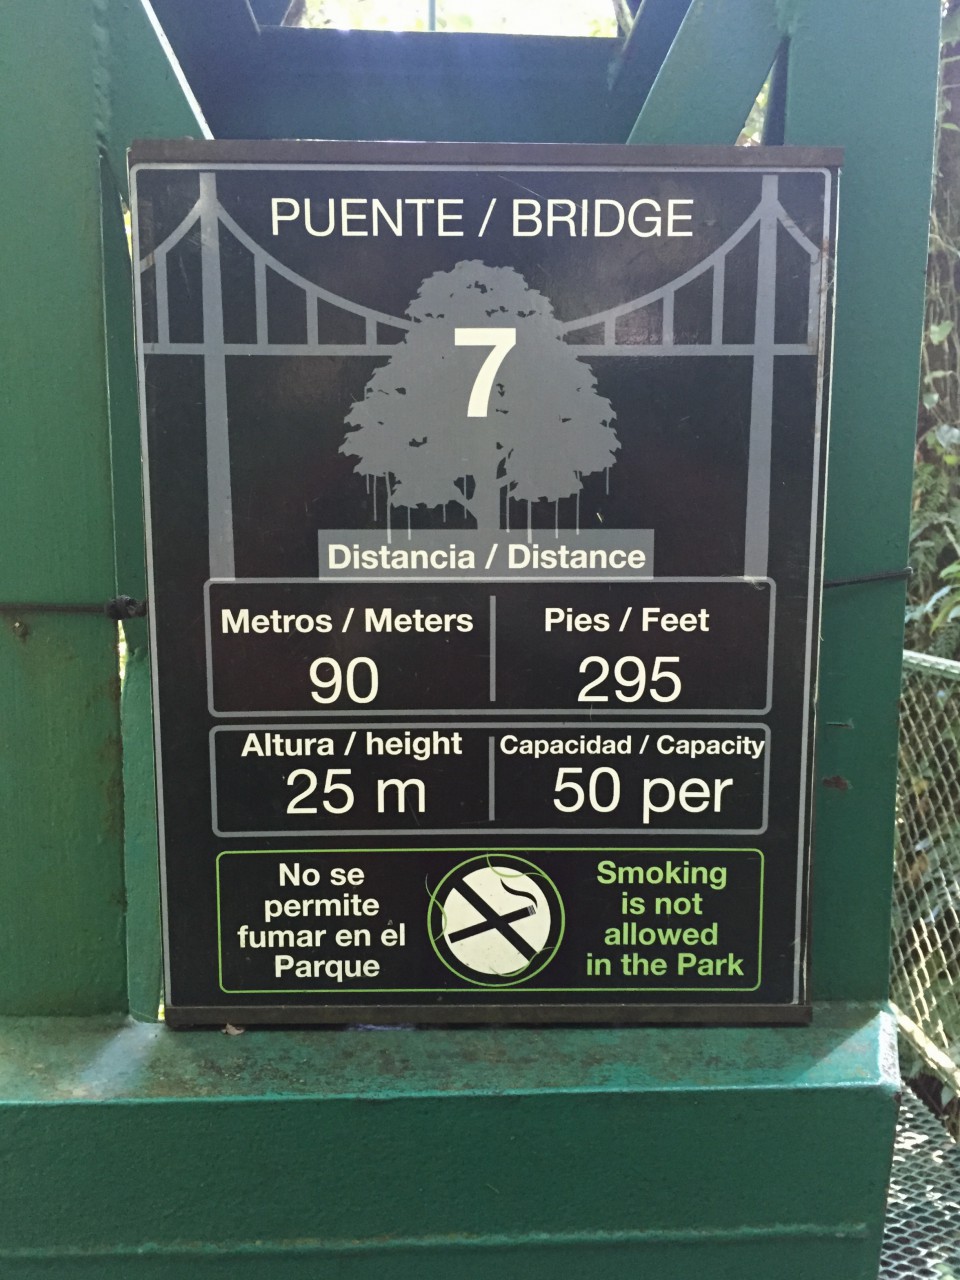 PUENTE / BRIDGE
7
Distancia / Distance
Metros / Meters
90
Pies / Feet
295
Altura / height
25 m
Capacidad / Capacity
50 per
No se
permite
fumar en el
Parque
Smoking
is not
allowed
in the Park